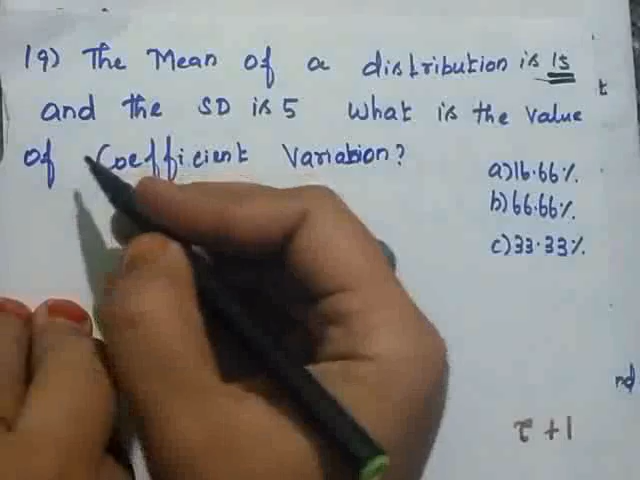 19) The Mean of a distribution is 15
and the SD is 5 What is the value
of Coefficient Variation?
a) 16.66%
b) 66.66%
c) 33.33%
t
nd
τ + 1